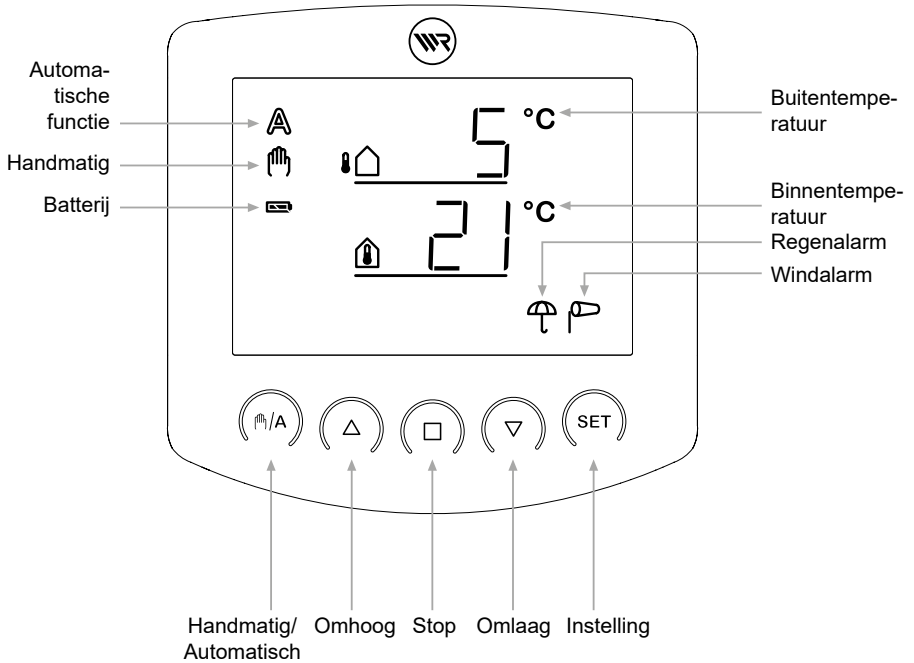 Automa-
tische
functie
Handmatig
Batterij
A
5 °C
21 °C
Buitentempe-
ratuur
Binnentempe-
ratuur
Regenalarm
Windalarm
/A
SET
Handmatig/
Automatisch
Omhoog
Stop
Omlaag
Instelling